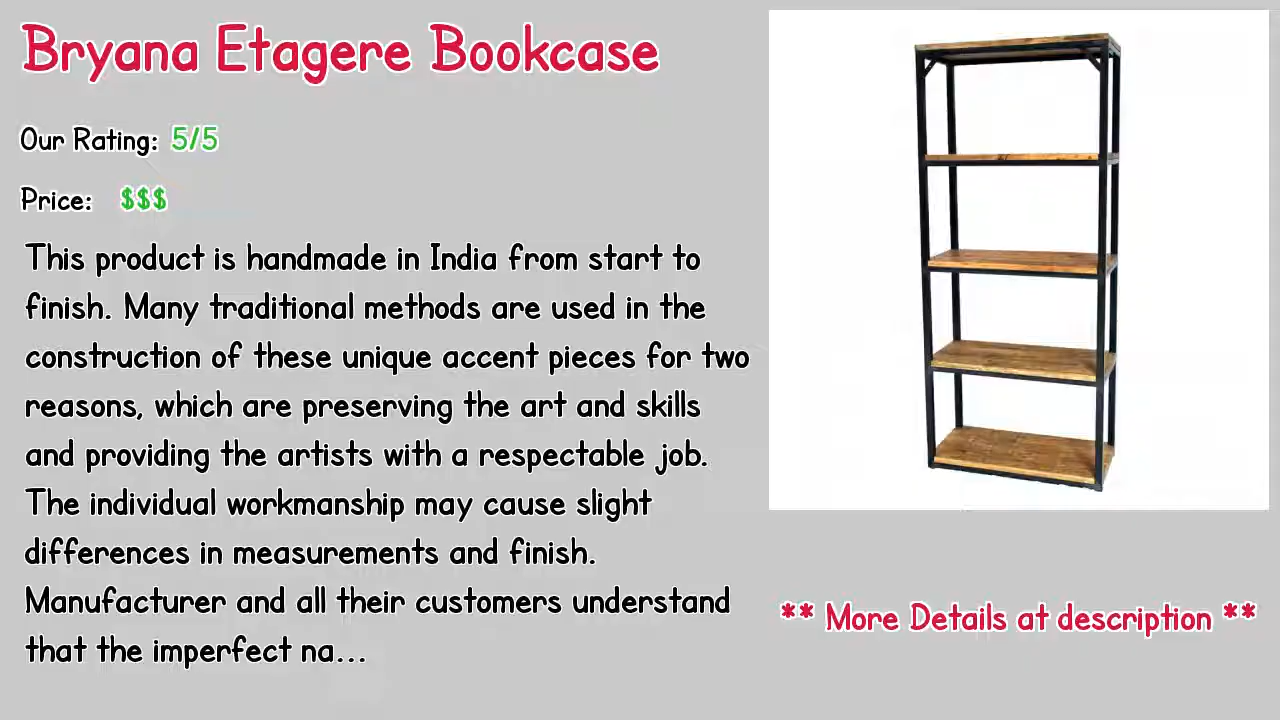 Bryana Etagere Bookcase
Our Rating: 5/5
Price: $$$
This product is handmade in India from start to
finish. Many traditional methods are used in the
construction of these unique accent pieces for two
reasons, which are preserving the art and skills
and providing the artists with a respectable job.
The individual workmanship may cause slight
differences in measurements and finish.
Manufacturer and all their customers understand
that the imperfect na...
** More Details at description **